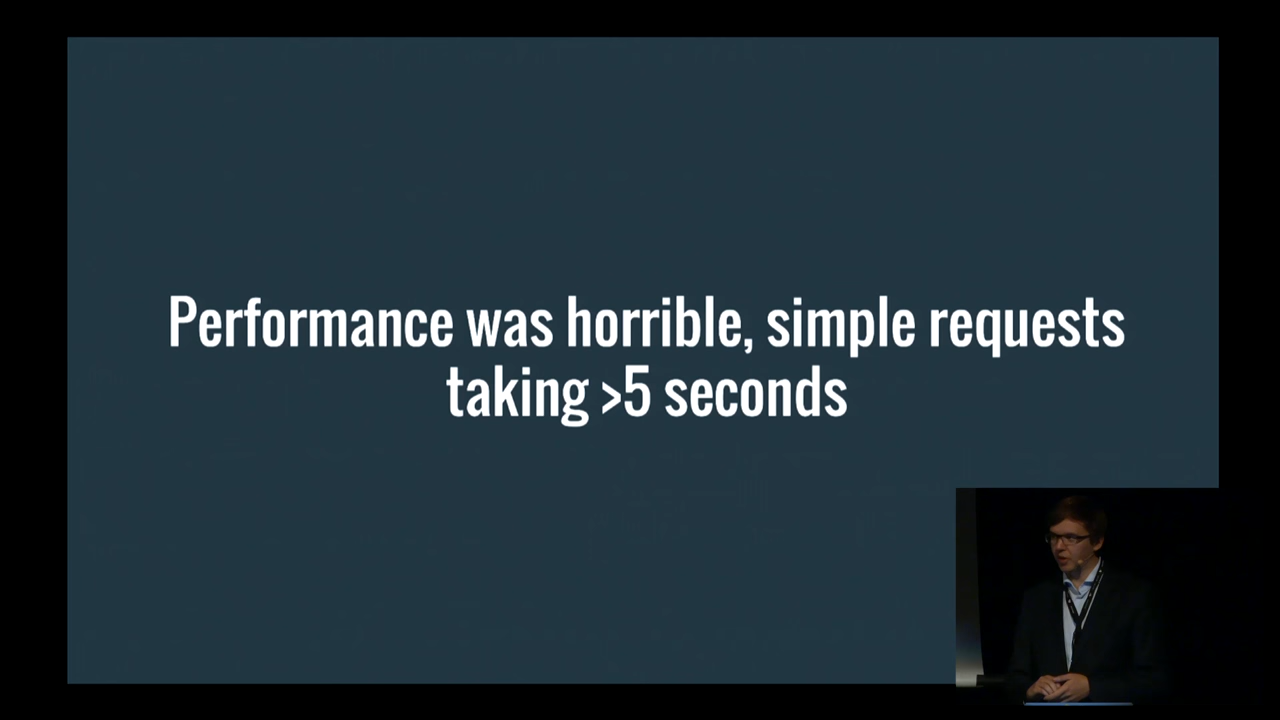 Performance was horrible, simple requests
taking >5 seconds